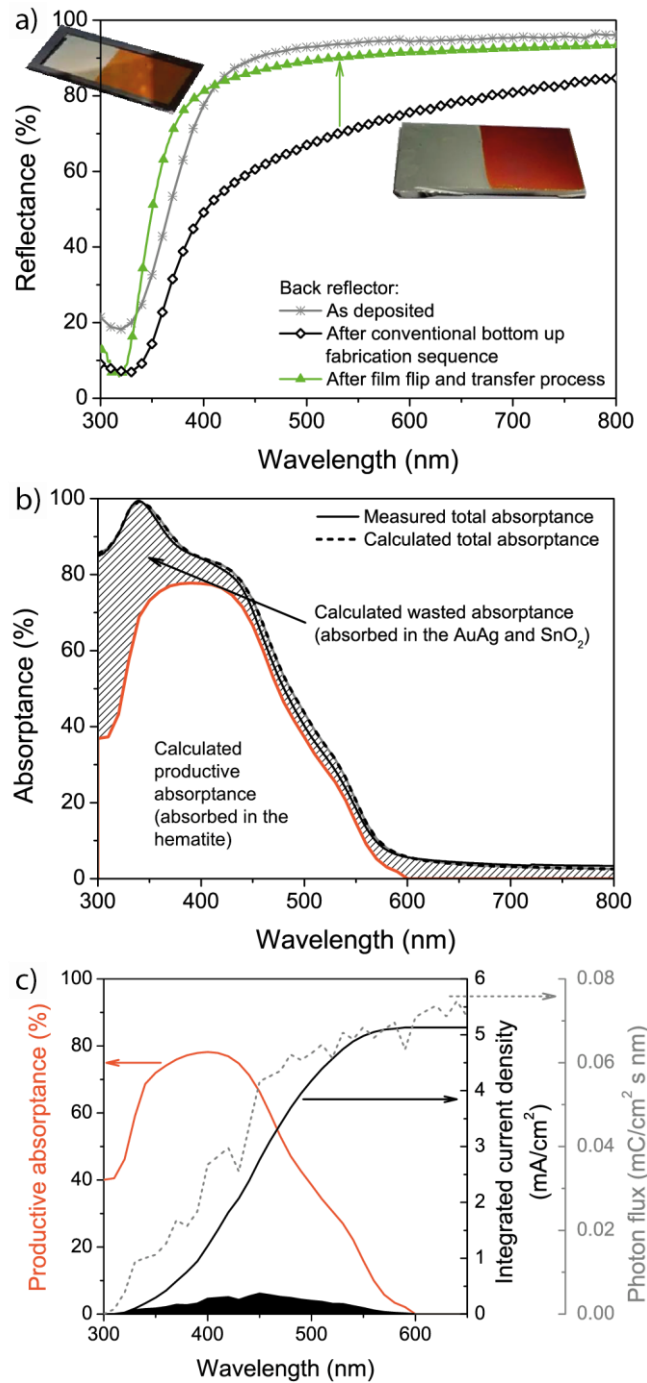 a)
100
80
60
40
20
0
Reflectance (%)
Back reflector:
As deposited
After conventional bottom up
fabrication sequence
After film flip and transfer process
300 400 500 600 700 800
Wavelength (nm)
b)
100
80
60
40
20
0
Absorptance (%)
Measured total absorptance
Calculated total absorptance
Calculated wasted absorptance
(absorbed in the AuAg and SnO₂)
Calculated
productive
absorptance
(absorbed in the
hematite)
300 400 500 600 700 800
Wavelength (nm)
c)
100
80
60
40
20
0
Productive absorptance (%)
6
5
4
3
2
1
0
Integrated current density
(mA/cm²)
0.08
0.06
0.04
0.02
0.00
Photon flux (mC/cm² s nm)
300 400 500 600
Wavelength (nm)